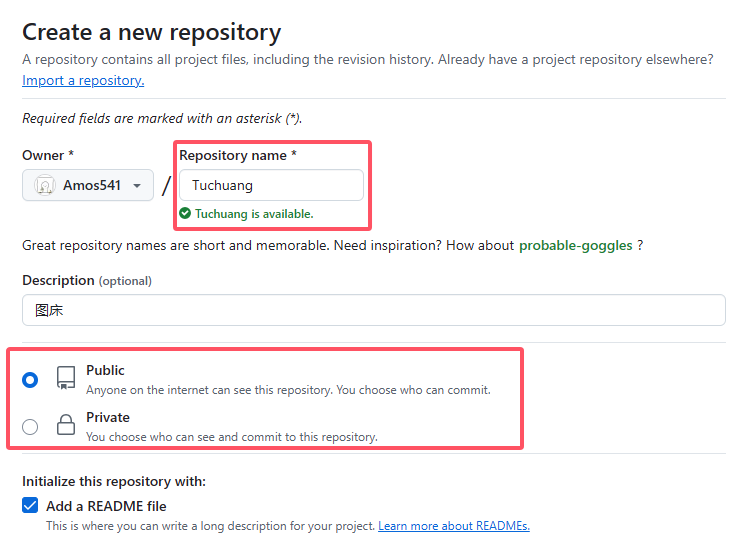 Create a new repository
A repository contains all project files, including the revision history. Already have a project repository elsewhere?
Import a repository.
Required fields are marked with an asterisk (*).
Owner *
Repository name *
Amos541
/
Tuchuang
Tuchuang is available.
Great repository names are short and memorable. Need inspiration? How about probable-goggles ?
Description (optional)
图床
Public
Anyone on the internet can see this repository. You choose who can commit.
Private
You choose who can see and commit to this repository.
Initialize this repository with:
Add a README file
This is where you can write a long description for your project. Learn more about READMEs.